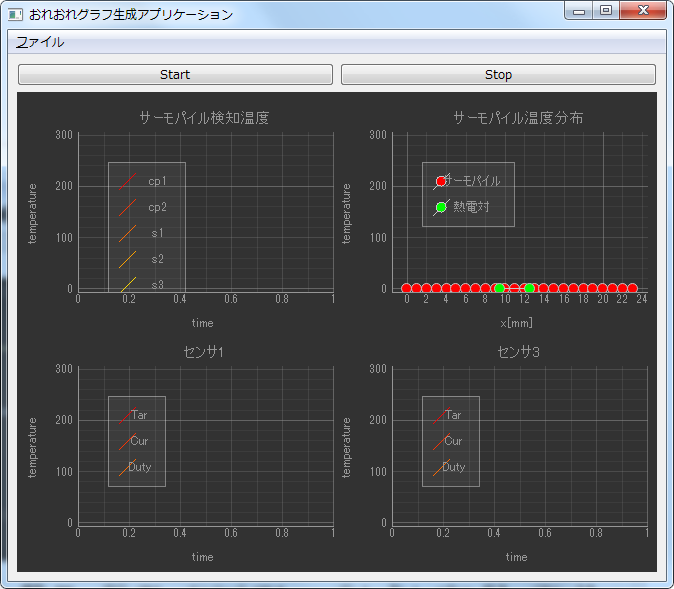 おれおれグラフ生成アプリケーション
ファイル
Start
Stop
サーモパイル検知温度
300
200
100
0
temperature
cp1
cp2
s1
s2
s3
0
0.2
0.4
0.6
0.8
1
time
サーモパイル温度分布
300
200
100
0
temperature
サーモパイル
熱電対
0 2 4 6 8 10 12 14 16 18 20 22 24
x[mm]
センサ1
300
200
100
0
temperature
Tar
Cur
Duty
0
0.2
0.4
0.6
0.8
1
time
センサ3
300
200
100
0
temperature
Tar
Cur
Duty
0
0.2
0.4
0.6
0.8
1
time